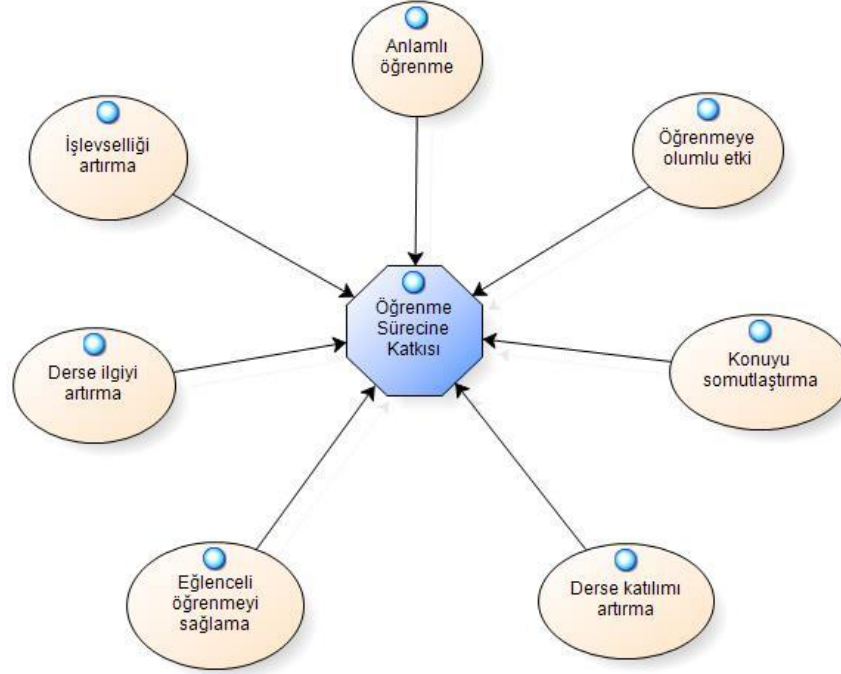 Anlamlı
öğrenme
İşlevselliği
artırma
Öğrenmeye
olumlu etki
Öğrenme
Sürecine
Katkısı
Derse ilgiyi
artırma
Konuyu
somutlaştırma
Eğlenceli
öğrenmeyi
sağlama
Derse katılımı
artırma